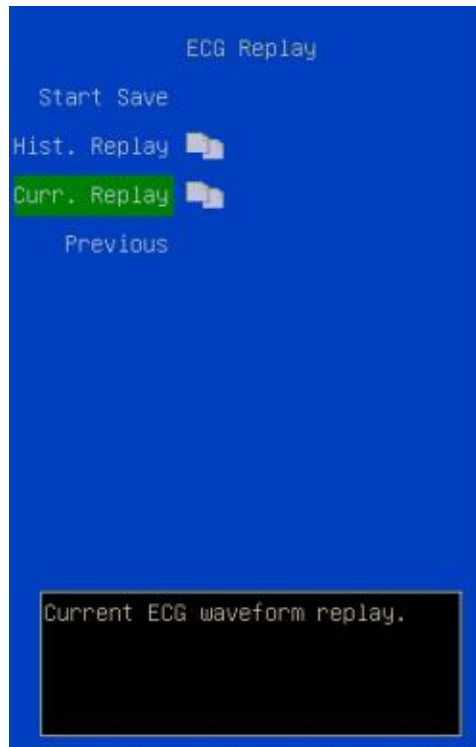 ECG Replay
Start Save
Hist. Replay
Curr. Replay
Previous
Current ECG waveform replay.